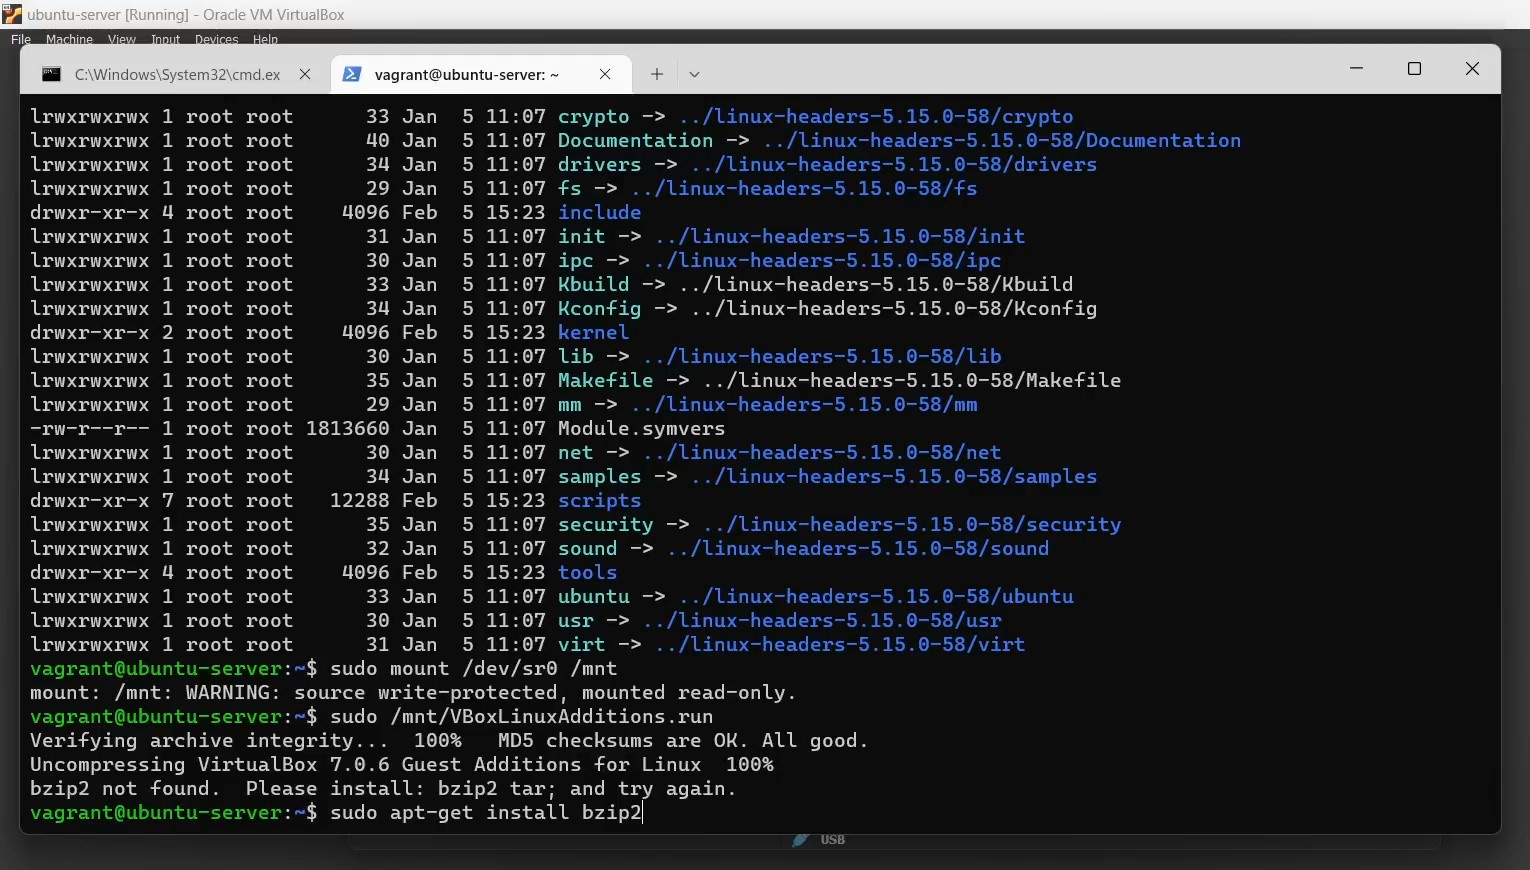 ubuntu-server [Running] - Oracle VM VirtualBox
File Machine View Input Devices Help
C:\Windows\System32\cmd.ex vagrant@ubuntu-server: ~
lrwxrwxrwx 1 root root      33 Jan  5 11:07 crypto -> ../linux-headers-5.15.0-58/crypto
lrwxrwxrwx 1 root root      40 Jan  5 11:07 Documentation -> ../linux-headers-5.15.0-58/Documentation
lrwxrwxrwx 1 root root      34 Jan  5 11:07 drivers -> ../linux-headers-5.15.0-58/drivers
lrwxrwxrwx 1 root root      29 Jan  5 11:07 fs -> ../linux-headers-5.15.0-58/fs
drwxr-xr-x 4 root root    4096 Feb  5 15:23 include
lrwxrwxrwx 1 root root      31 Jan  5 11:07 init -> ../linux-headers-5.15.0-58/init
lrwxrwxrwx 1 root root      30 Jan  5 11:07 ipc -> ../linux-headers-5.15.0-58/ipc
lrwxrwxrwx 1 root root      33 Jan  5 11:07 Kbuild -> ../linux-headers-5.15.0-58/Kbuild
lrwxrwxrwx 1 root root      34 Jan  5 11:07 Kconfig -> ../linux-headers-5.15.0-58/Kconfig
drwxr-xr-x 2 root root    4096 Feb  5 15:23 kernel
lrwxrwxrwx 1 root root      30 Jan  5 11:07 lib -> ../linux-headers-5.15.0-58/lib
lrwxrwxrwx 1 root root      35 Jan  5 11:07 Makefile -> ../linux-headers-5.15.0-58/Makefile
lrwxrwxrwx 1 root root      29 Jan  5 11:07 mm -> ../linux-headers-5.15.0-58/mm
-rw-r--r-- 1 root root 1813660 Jan  5 11:07 Module.symvers
lrwxrwxrwx 1 root root      30 Jan  5 11:07 net -> ../linux-headers-5.15.0-58/net
lrwxrwxrwx 1 root root      34 Jan  5 11:07 samples -> ../linux-headers-5.15.0-58/samples
drwxr-xr-x 7 root root   12288 Feb  5 15:23 scripts
lrwxrwxrwx 1 root root      35 Jan  5 11:07 security -> ../linux-headers-5.15.0-58/security
lrwxrwxrwx 1 root root      32 Jan  5 11:07 sound -> ../linux-headers-5.15.0-58/sound
drwxr-xr-x 4 root root    4096 Feb  5 15:23 tools
lrwxrwxrwx 1 root root      33 Jan  5 11:07 ubuntu -> ../linux-headers-5.15.0-58/ubuntu
lrwxrwxrwx 1 root root      30 Jan  5 11:07 usr -> ../linux-headers-5.15.0-58/usr
lrwxrwxrwx 1 root root      31 Jan  5 11:07 virt -> ../linux-headers-5.15.0-58/virt
vagrant@ubuntu-server:~$ sudo mount /dev/sr0 /mnt
mount: /mnt: WARNING: source write-protected, mounted read-only.
vagrant@ubuntu-server:~$ sudo /mnt/VBoxLinuxAdditions.run
Verifying archive integrity...  100%   MD5 checksums are OK. All good.
Uncompressing VirtualBox 7.0.6 Guest Additions for Linux  100%
bzip2 not found.  Please install: bzip2 tar; and try again.
vagrant@ubuntu-server:~$ sudo apt-get install bzip2
USB